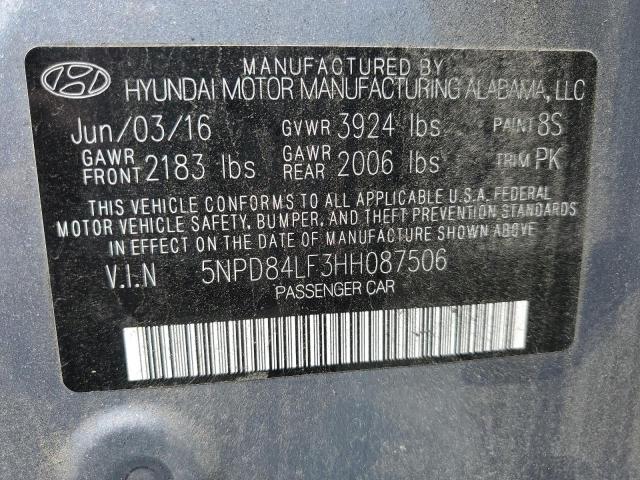 MANUFACTURED BY
HYUNDAI MOTOR MANUFACTURING ALABAMA, LLC
Jun/03/16 GVWR 3924 lbs PAINT 8S
GAWR FRONT 2183 lbs GAWR REAR 2006 lbs TRIM PK
THIS VEHICLE CONFORMS TO ALL APPLICABLE U.S.A. FEDERAL
MOTOR VEHICLE SAFETY, BUMPER, AND THEFT PREVENTION STANDARDS
IN EFFECT ON THE DATE OF MANUFACTURE SHOWN ABOVE.
V.I.N 5NPD84LF3HH087506
PASSENGER CAR